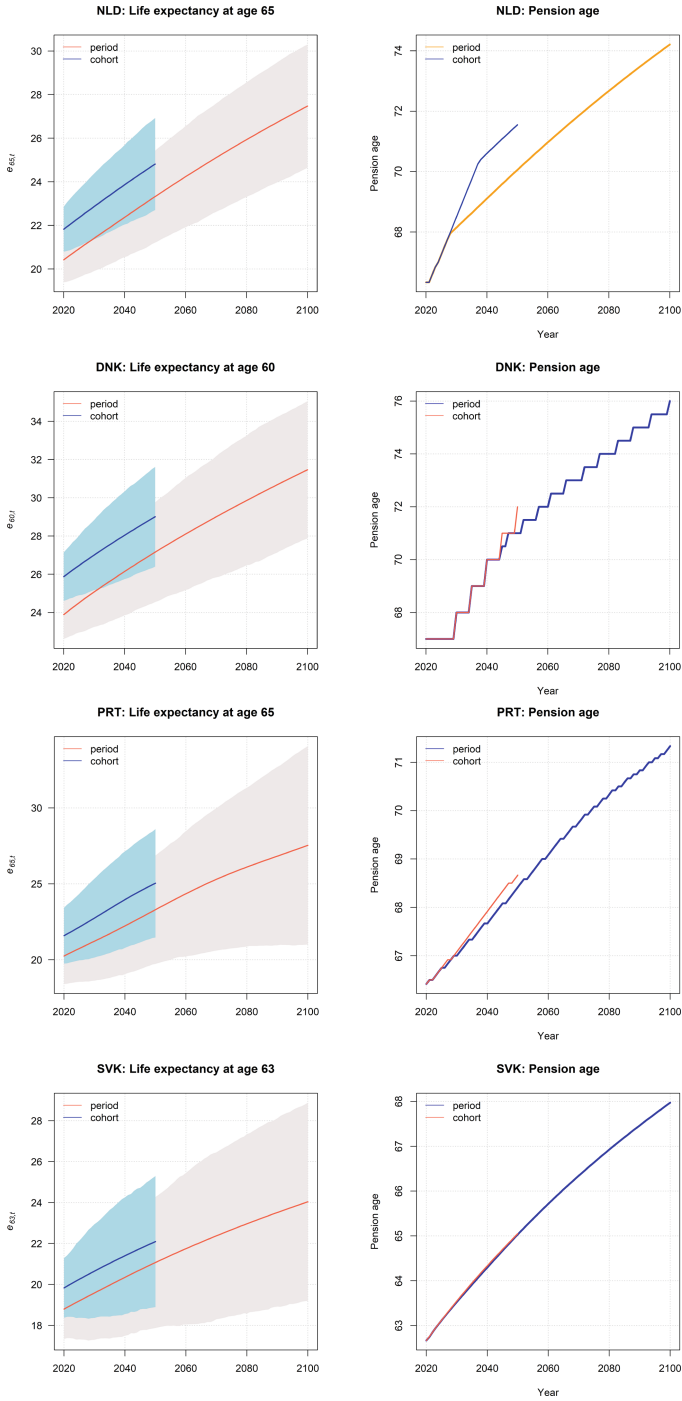 NLD: Life expectancy at age 65
period
cohort
e65,t
30
28
26
24
22
20
2020 2040 2060 2080 2100
NLD: Pension age
period
cohort
Pension age
74
72
70
68
2020 2040 2060 2080 2100
Year
DNK: Life expectancy at age 60
period
cohort
e60,t
34
32
30
28
26
24
2020 2040 2060 2080 2100
DNK: Pension age
period
cohort
Pension age
76
74
72
70
68
2020 2040 2060 2080 2100
Year
PRT: Life expectancy at age 65
period
cohort
e65,t
30
25
20
2020 2040 2060 2080 2100
PRT: Pension age
period
cohort
Pension age
71
70
69
68
67
2020 2040 2060 2080 2100
Year
SVK: Life expectancy at age 63
period
cohort
e63,t
28
26
24
22
20
18
2020 2040 2060 2080 2100
SVK: Pension age
period
cohort
Pension age
68
67
66
65
64
63
2020 2040 2060 2080 2100
Year